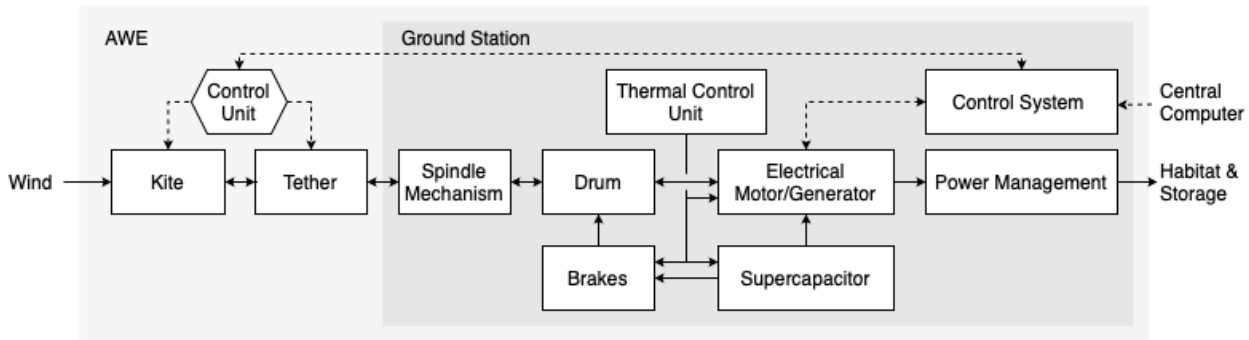 AWE
Ground Station
Control
Unit
Thermal Control
Unit
Control System
Central
Computer
Wind
Kite
Tether
Spindle
Mechanism
Drum
Electrical
Motor/Generator
Power Management
Habitat &
Storage
Brakes
Supercapacitor